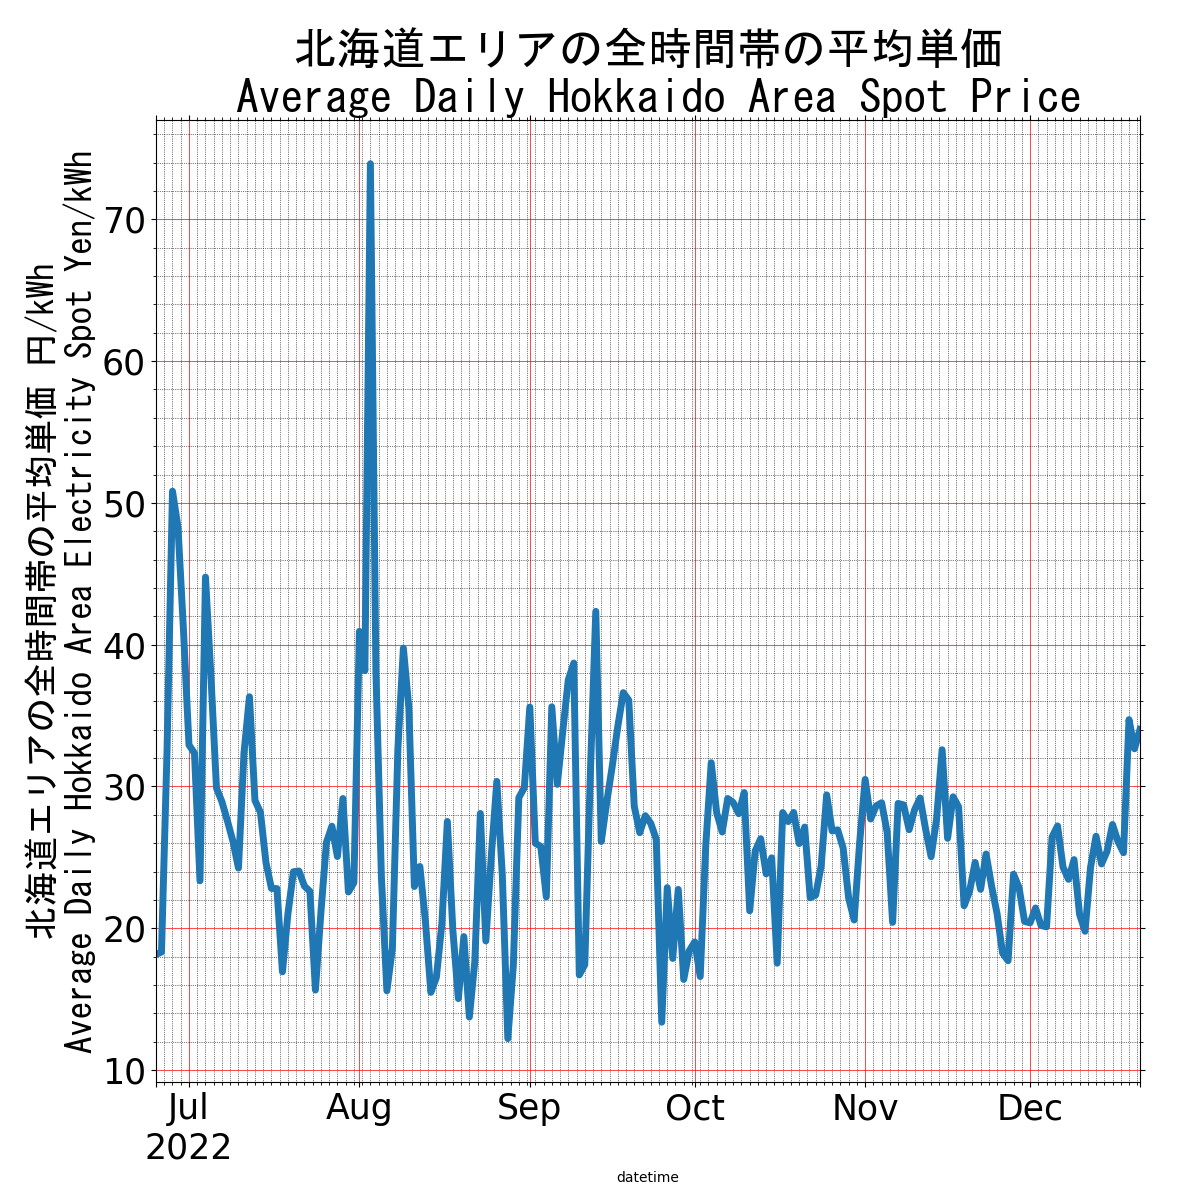 北海道エリアの全時間帯の平均単価
Average Daily Hokkaido Area Spot Price
北海道エリアの全時間帯の平均単価 円/kWh
Average Daily Hokkaido Area Electricity Spot Yen/kWh
70
60
50
40
30
20
10
Jul
Aug
Sep
Oct
Nov
Dec
2022
datetime